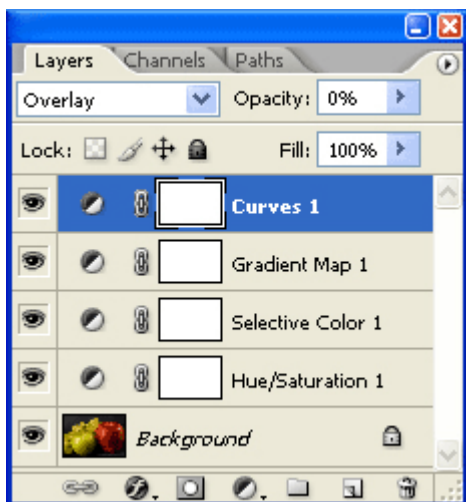 Layers Channels Paths
Overlay Opacity: 0%
Lock: Fill: 100%
Curves 1
Gradient Map 1
Selective Color 1
Hue/Saturation 1
Background